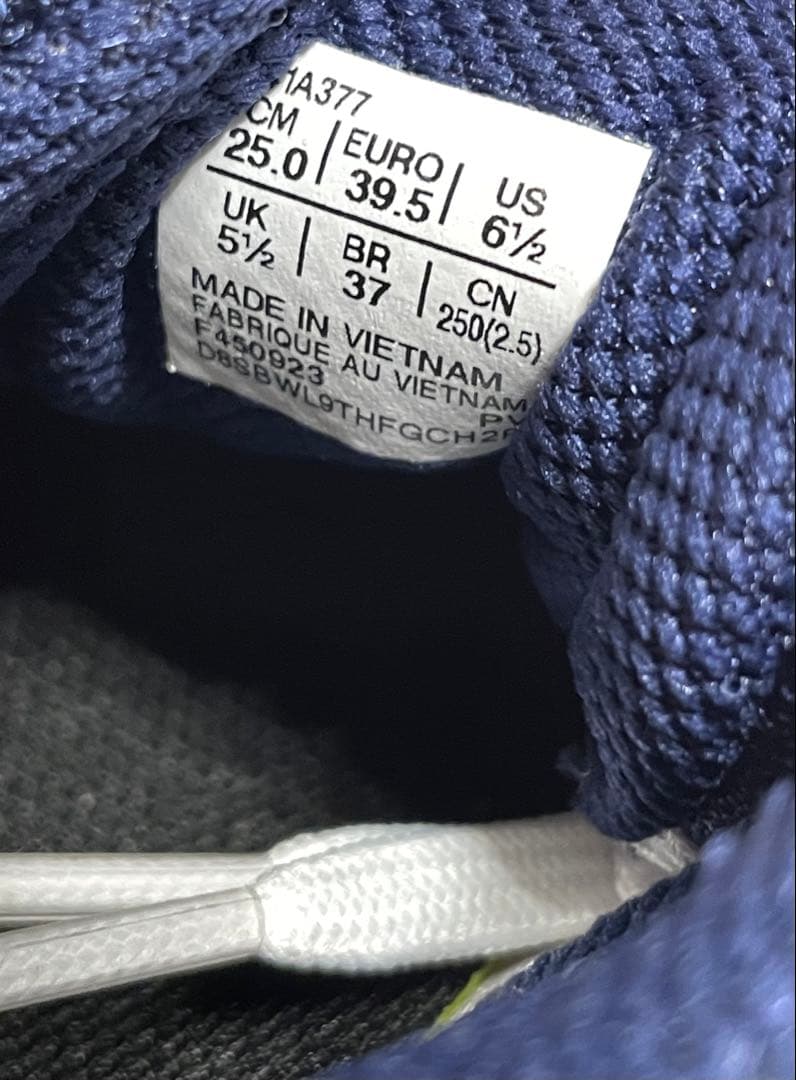 1A377
CM 25.0 | EURO 39.5 | US 6½
UK 5½ | BR 37 | CN 250(2.5)
MADE IN VIETNAM
FABRIQUE AU VIETNAM
F450923